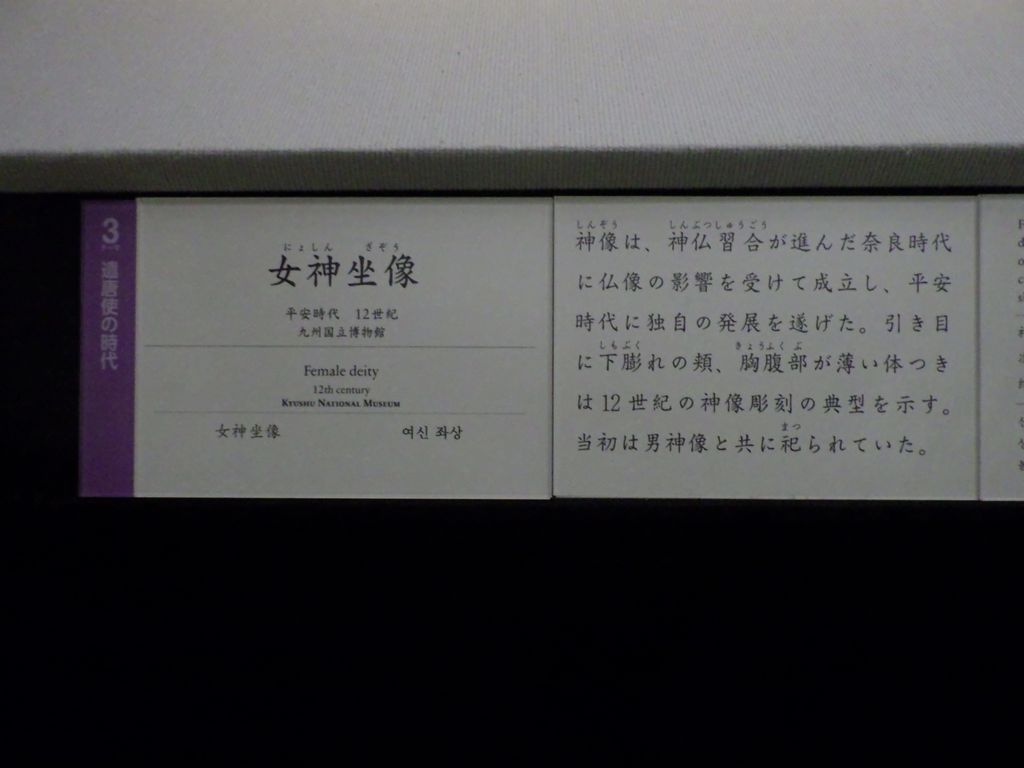 3
遣唐使の時代
にょしん ざぞう
女神坐像
平安時代 12世紀
九州国立博物館
Female deity
12th century
KYUSHU NATIONAL MUSEUM
女神坐像 여신 좌상
しんぞう しんぶつしゅうごう
神像は、神仏習合が進んだ奈良時代
に仏像の影響を受けて成立し、平安
時代に独自の発展を遂げた。引き目
しもぶく きょうふくぶ
に下膨れの頬、胸腹部が薄い体つき
は12世紀の神像彫刻の典型を示す。
まつ
当初は男神像と共に祀られていた。